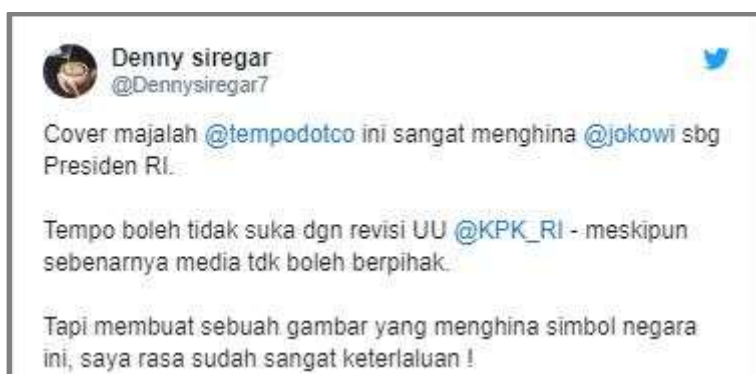 Denny siregar
@Dennysiregar7
Cover majalah @tempodotco ini sangat menghina @jokowi sbg
Presiden RI.
Tempo boleh tidak suka dgn revisi UU @KPK_RI - meskipun
sebenarnya media tdk boleh berpihak.
Tapi membuat sebuah gambar yang menghina simbol negara
ini, saya rasa sudah sangat keterlaluan !